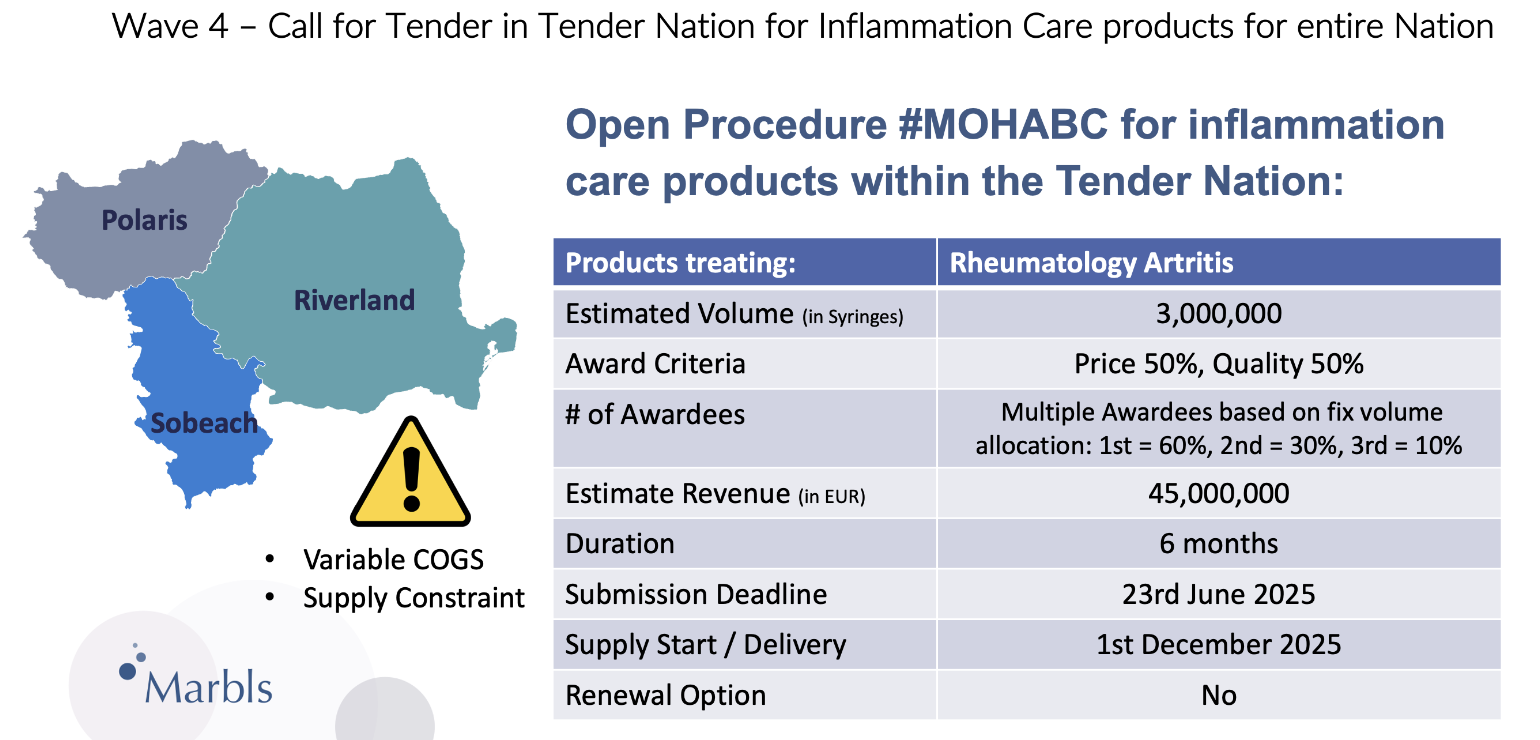 Wave 4 – Call for Tender in Tender Nation for Inflammation Care products for entire Nation
Polaris
Riverland
Sobeach
• Variable COGS
• Supply Constraint
Marbls
Open Procedure #MOHABC for inflammation
care products within the Tender Nation:
Products treating: Rheumatology Artritis
Estimated Volume (in Syringes) 3,000,000
Award Criteria Price 50%, Quality 50%
# of Awardees Multiple Awardees based on fix volume
allocation: 1st = 60%, 2nd = 30%, 3rd = 10%
Estimate Revenue (in EUR) 45,000,000
Duration 6 months
Submission Deadline 23rd June 2025
Supply Start / Delivery 1st December 2025
Renewal Option No